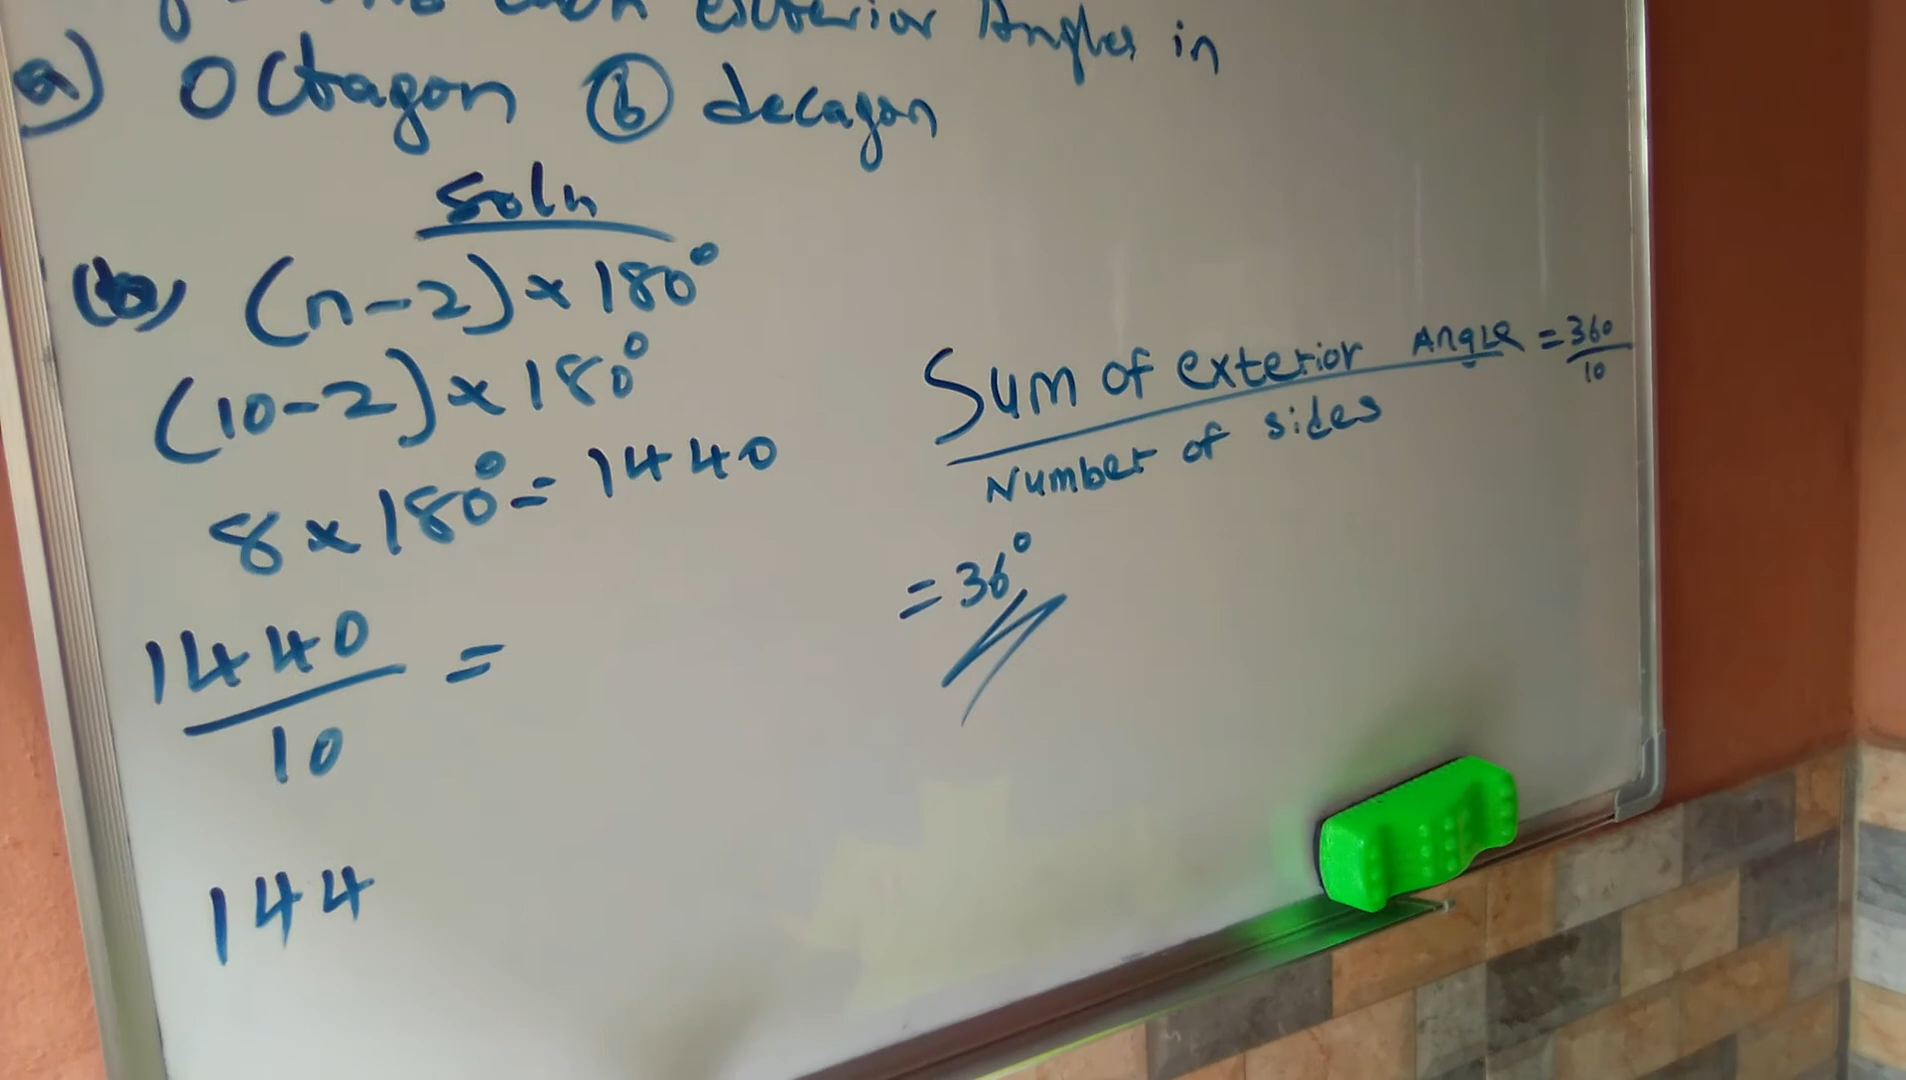 each exterior Angles in
a) Octagon ⓑ decagon
Soln
(b) (n-2) × 180°
(10-2) × 180°
8 × 180° = 1440
1440/10 =
144
Sum of exterior Angle / Number of sides = 360/10
= 36°